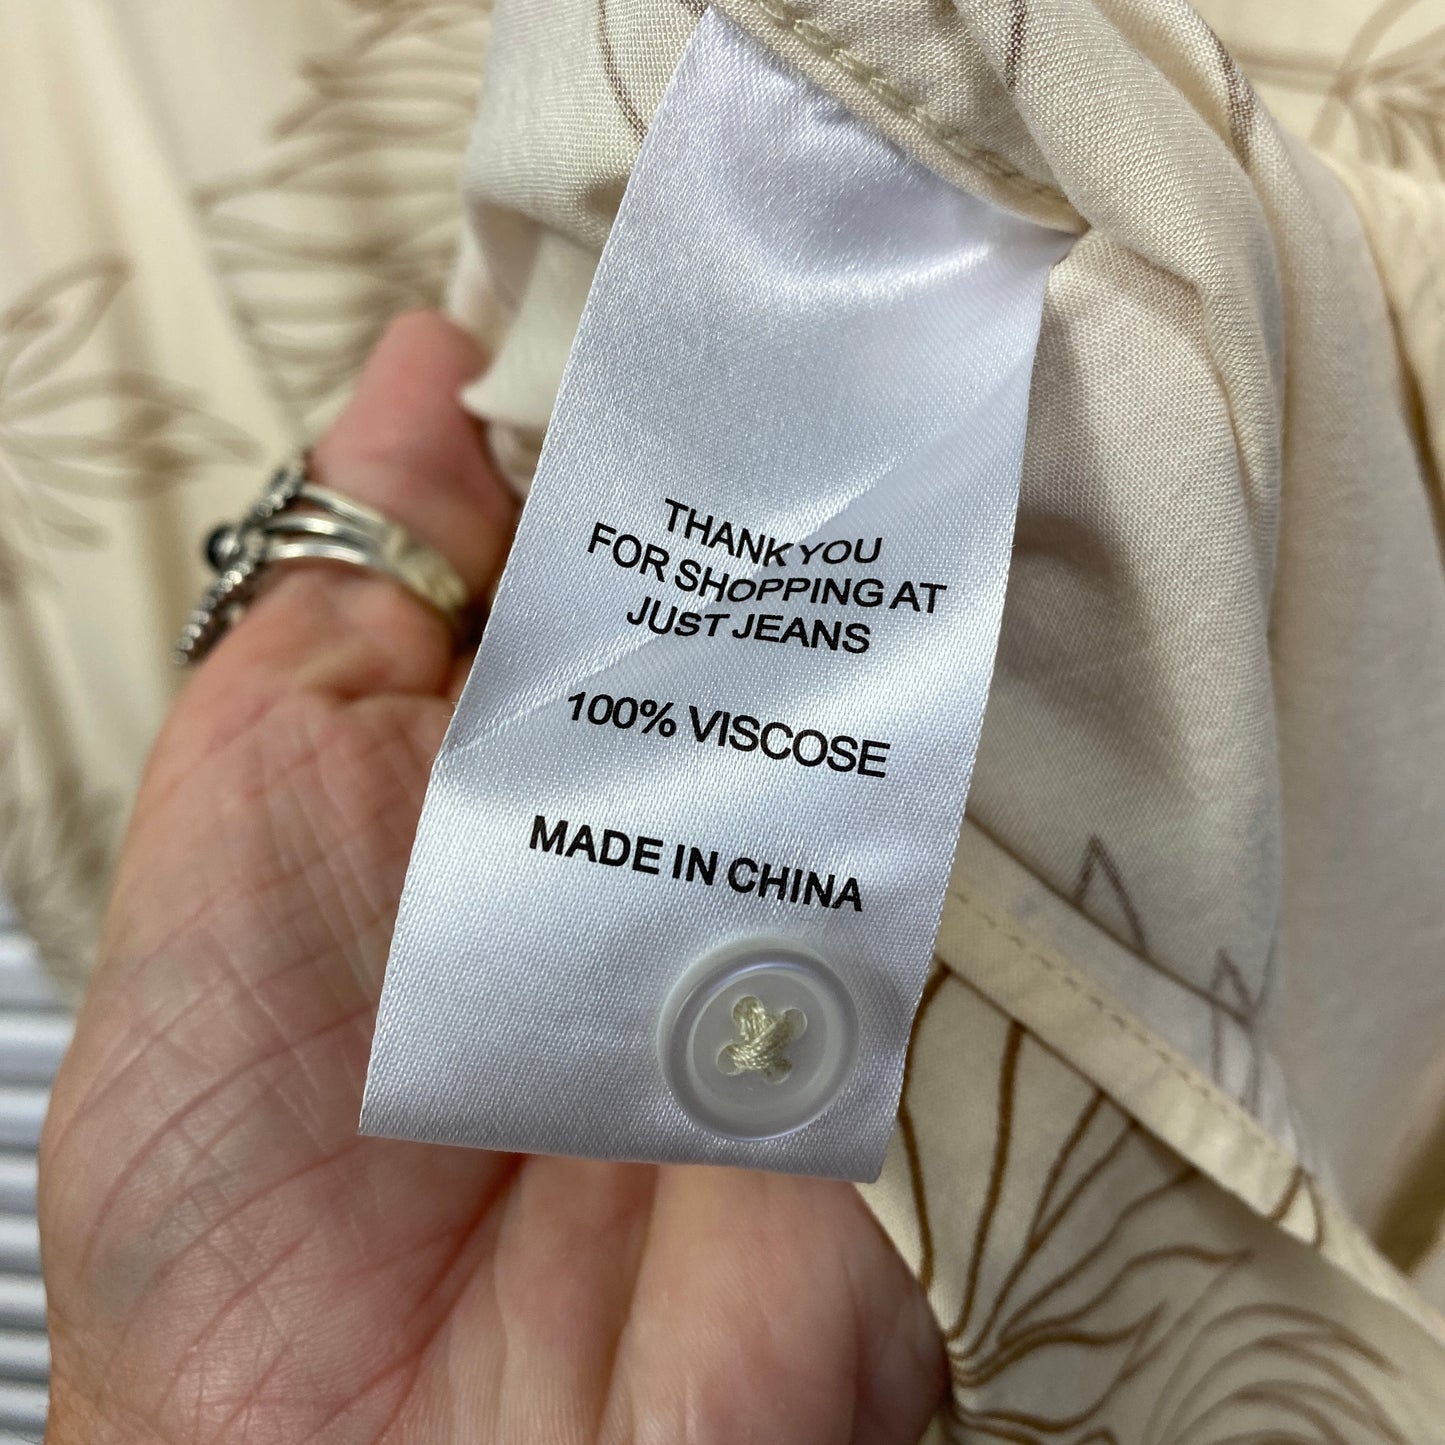 THANK YOU
FOR SHOPPING AT
JUST JEANS
100% VISCOSE
MADE IN CHINA